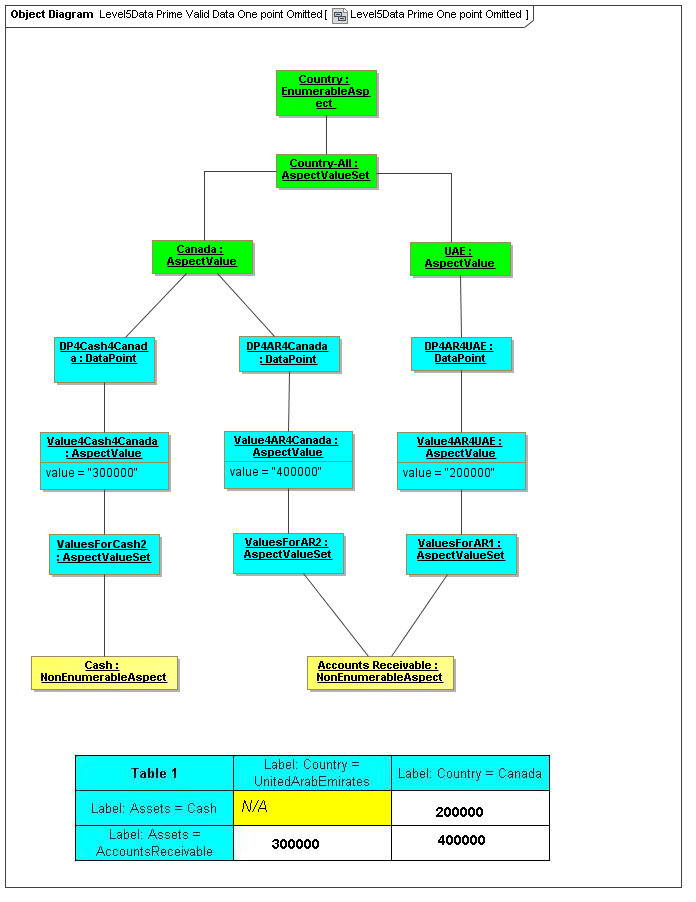 Object Diagram Level5Data Prime Valid Data One point Omitted [ Level5Data Prime One point Omitted ]
Country :
EnumerableAsp
ect
Country-All :
AspectValueSet
Canada :
AspectValue
UAE :
AspectValue
DP4Cash4Canad
a : DataPoint
DP4AR4Canada
: DataPoint
DP4AR4UAE :
DataPoint
Value4Cash4Canada
: AspectValue
value = "300000"
Value4AR4Canada :
AspectValue
value = "400000"
Value4AR4UAE :
AspectValue
value = "200000"
ValuesForCash2
: AspectValueSet
ValuesForAR2 :
AspectValueSet
ValuesForAR1 :
AspectValueSet
Cash :
NonEnumerableAspect
Accounts Receivable :
NonEnumerableAspect
Table 1
Label: Country =
UnitedArabEmirates
Label: Country = Canada
Label: Assets = Cash
N/A
200000
Label: Assets =
AccountsReceivable
300000
400000